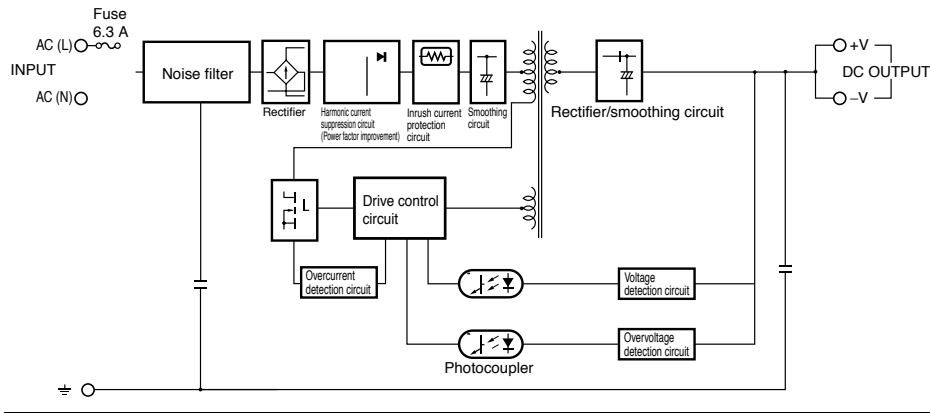 Fuse
6.3 A
AC (L)
INPUT
AC (N)
Noise filter
Rectifier
Harmonic current
suppression circuit
(Power factor improvement)
Inrush current
protection
circuit
Smoothing
circuit
Rectifier/smoothing circuit
+V
DC OUTPUT
−V
Drive control
circuit
Overcurrent
detection circuit
Voltage
detection circuit
Overvoltage
detection circuit
Photocoupler